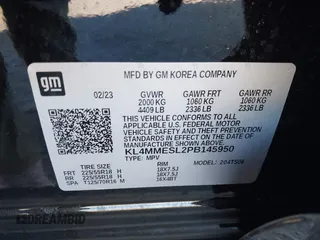 gm
MFD BY GM KOREA COMPANY
02/23 GVWR GAWR FRT GAWR RR
2000 KG 1060 KG 1060 KG
4409 LB 2336 LB 2336 LB
THIS VEHICLE CONFORMS TO ALL APPLICABLE
U.S. FEDERAL MOTOR VEHICLE SAFETY, BUMPER,
AND THEFT PREVENTION STANDARDS IN EFFECT
ON THE DATE OF MANUFACTURE SHOWN ABOVE.
KL4MMESL2PB145950
TYPE: MPV MODEL:
TIRE SIZE RIM
FRT 225/55R18 H 18X7.5J
RR 225/55R18 H 18X7.5J
SPA T125/70R16 M 16X4BT
© AutoBidMaster